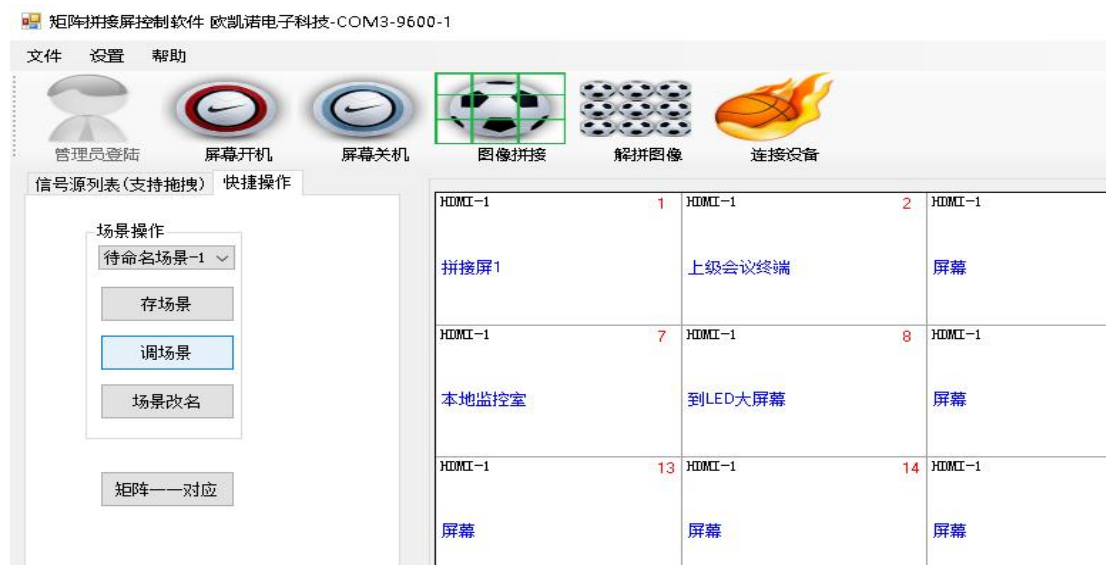 矩阵拼接屏控制软件 欧凯诺电子科技-COM3-9600-1
文件 设置 帮助
管理员登陆 屏幕开机 屏幕关机 图像拼接 解拼图像 连接设备
信号源列表(支持拖拽) 快捷操作
HDMI-1 1 HDMI-1 2 HDMI-1
场景操作
待命名场景-1
拼接屏1 上级会议终端 屏幕
存场景
HDMI-1 7 HDMI-1 8 HDMI-1
调场景
场景改名
本地监控室 到LED大屏幕 屏幕
HDMI-1 13 HDMI-1 14 HDMI-1
矩阵一一对应
屏幕 屏幕 屏幕